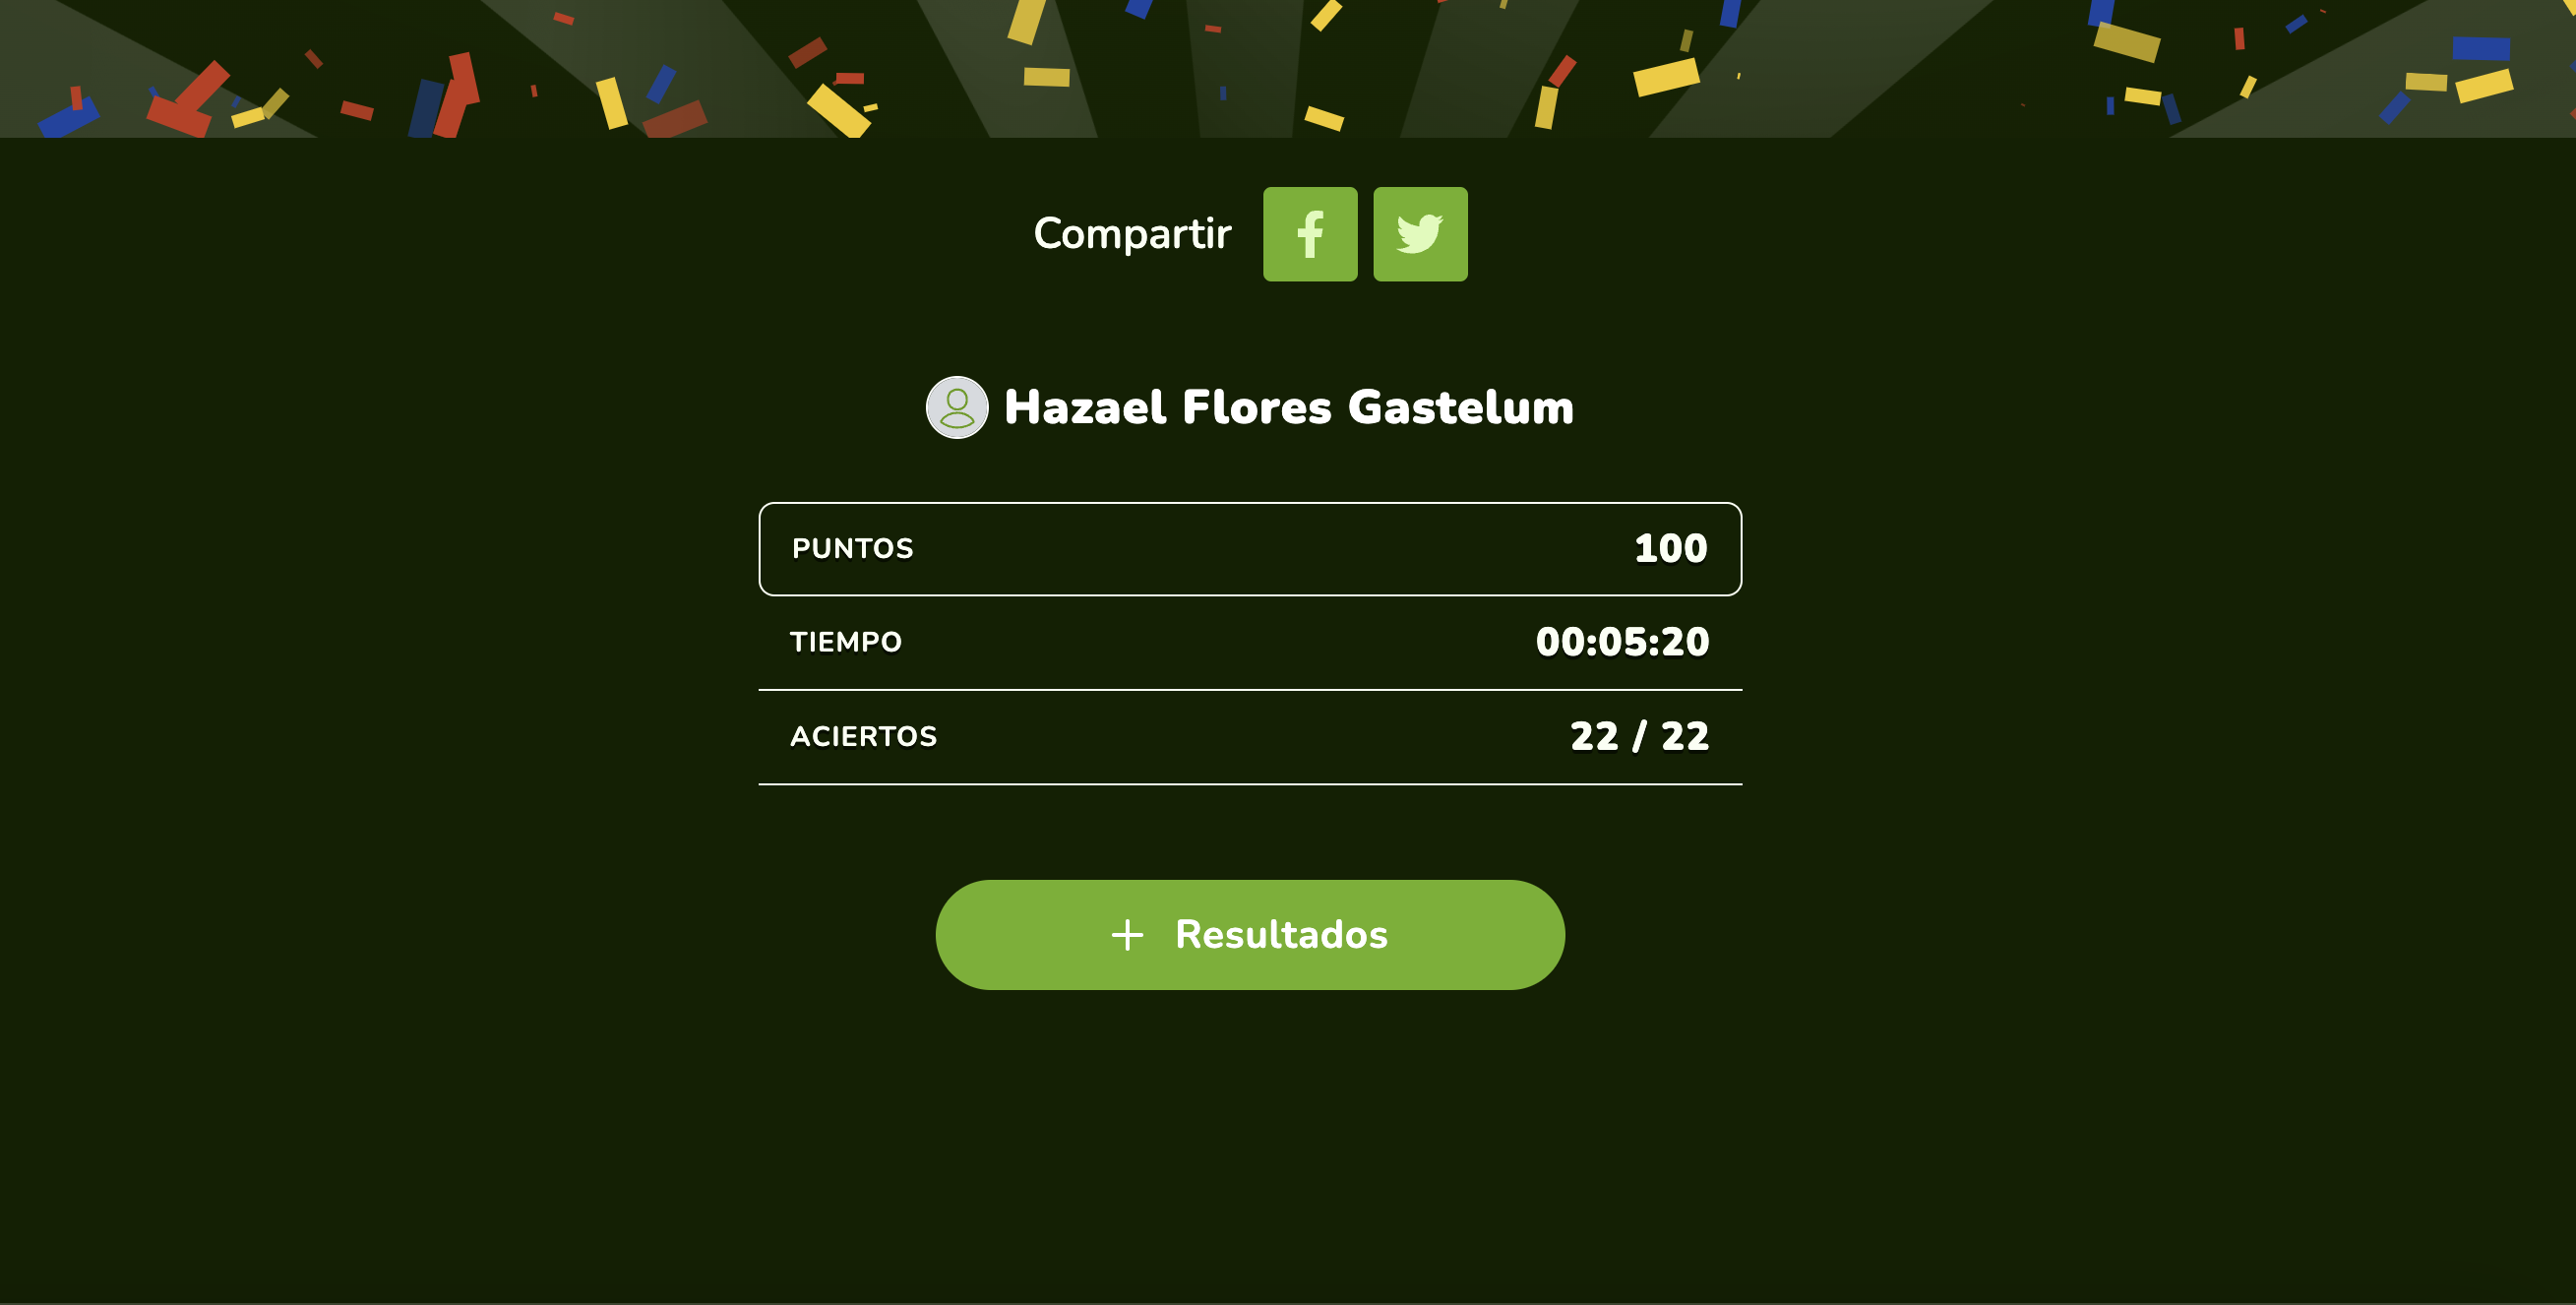 Compartir
Hazael Flores Gastelum
PUNTOS 100
TIEMPO 00:05:20
ACIERTOS 22 / 22
Resultados